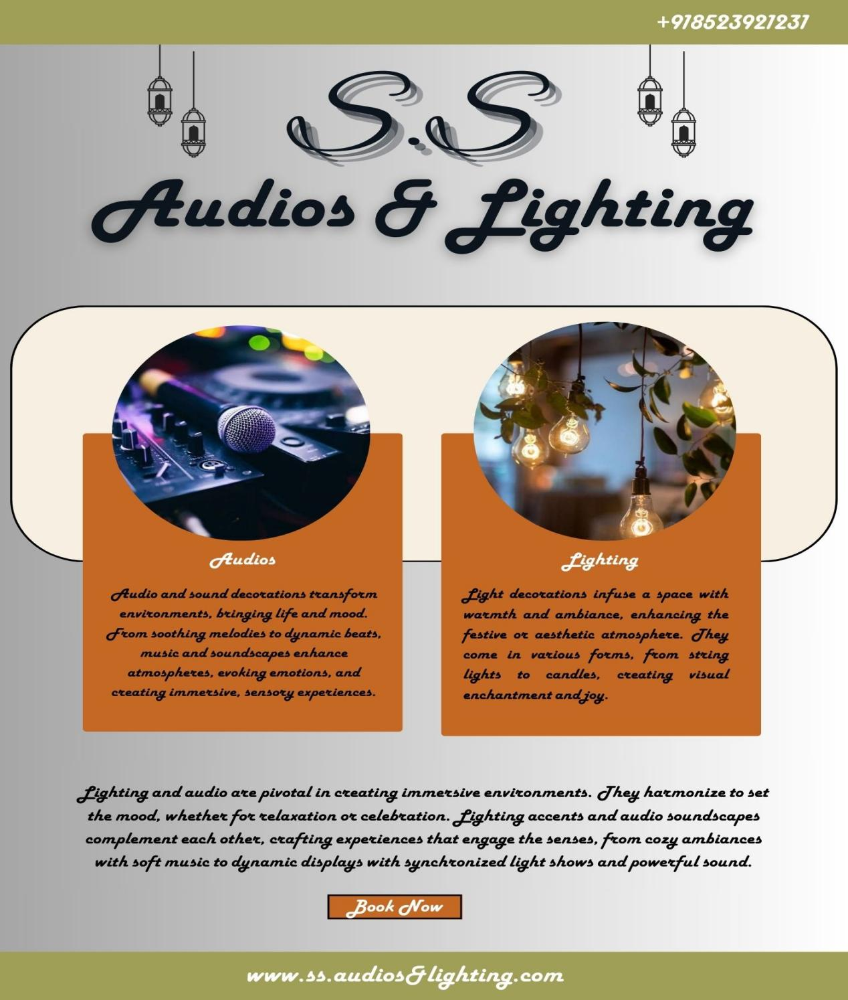 +918523921231
S.S
Audios & Lighting
Audios
Audio and sound decorations transform
environments, bringing life and mood.
From soothing melodies to dynamic beats,
music and soundscapes enhance
atmospheres, evoking emotions, and
creating immersive, sensory experiences.
Lighting
Light decorations infuse a space with
warmth and ambiance, enhancing the
festive or aesthetic atmosphere. They
come in various forms, from string
lights to candles, creating visual
enchantment and joy.
Lighting and audio are pivotal in creating immersive environments. They harmonize to set
the mood, whether for relaxation or celebration. Lighting accents and audio soundscapes
complement each other, crafting experiences that engage the senses, from cozy ambiances
with soft music to dynamic displays with synchronized light shows and powerful sound.
Book Now
www.ss.audios&lighting.com